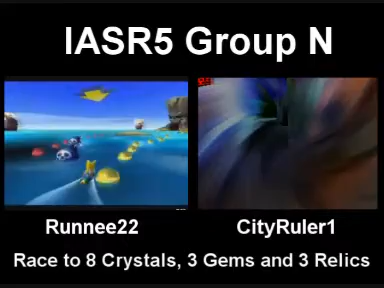 IASR5 Group N
Runnee22
CityRuler1
Race to 8 Crystals, 3 Gems and 3 Relics